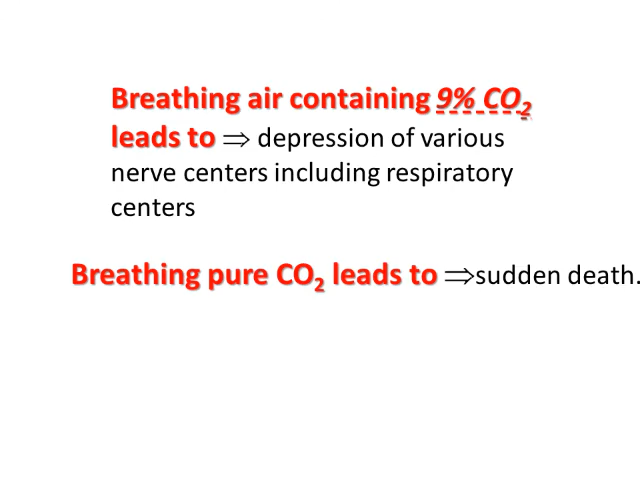 Breathing air containing 9% CO₂
leads to ⇒ depression of various
nerve centers including respiratory
centers
Breathing pure CO₂ leads to ⇒sudden death.